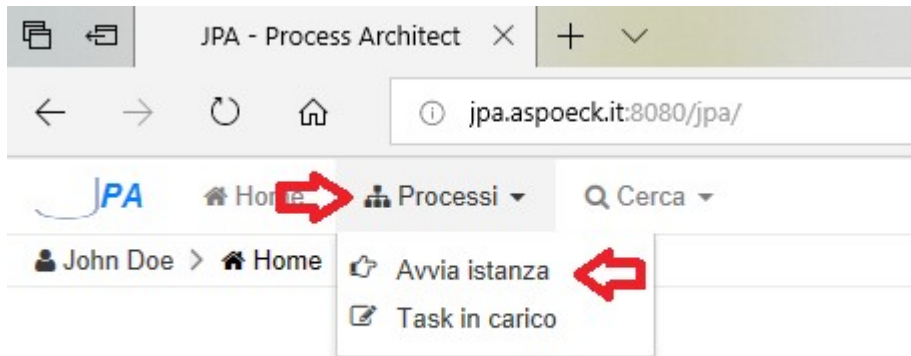 JPA - Process Architect
jpa.aspoeck.it:8080/jpa/
JPA Home Processi Cerca
John Doe > Home
Avvia istanza
Task in carico